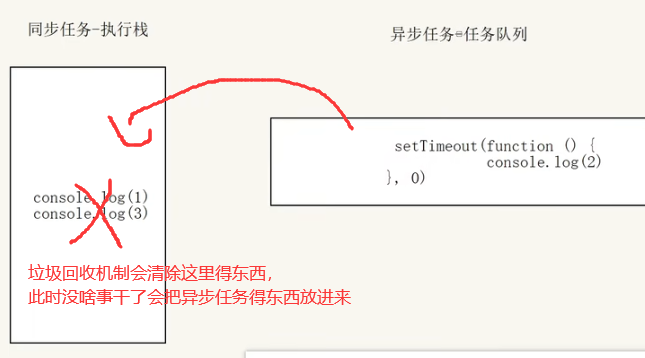 同步任务-执行栈
异步任务-任务队列
setTimeout(function () {
console.log(2)
}, 0)
console.log(1)
console.log(3)
垃圾回收机制会清除这里得东西，
此时没啥事干了会把异步任务得东西放进来